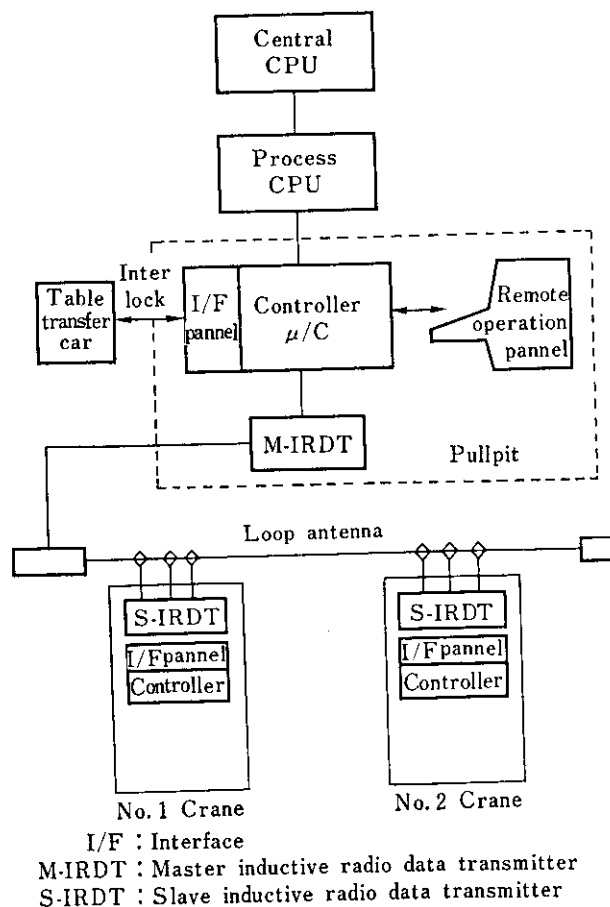 Central
CPU
Process
CPU
Inter
lock
Table
transfer
car
I/F
pannel
Controller
μ/C
Remote
operation
pannel
M-IRDT
Pullpit
Loop antenna
S-IRDT
I/F pannel
Controller
No.1 Crane
S-IRDT
I/F pannel
Controller
No.2 Crane
I/F : Interface
M-IRDT : Master inductive radio data transmitter
S-IRDT : Slave inductive radio data transmitter